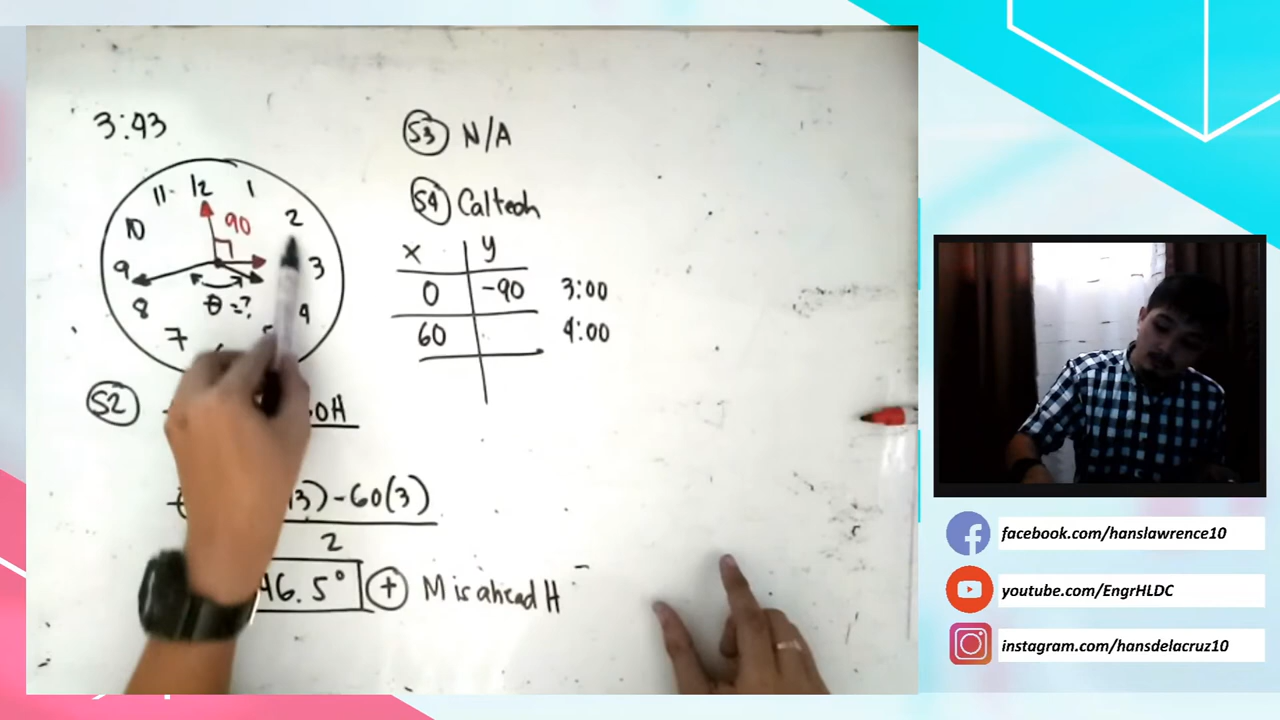 3:43
12
1
11
2
10
90
3
9
θ=?
8
4
7
S2
OH
3) - 60(3)
2
46.5° + M is ahead H
S3 N/A
S4 Caltech
x y
0 -90 3:00
60 4:00
facebook.com/hanslawrence10
youtube.com/EngrHLDC
instagram.com/hansdelacruz10